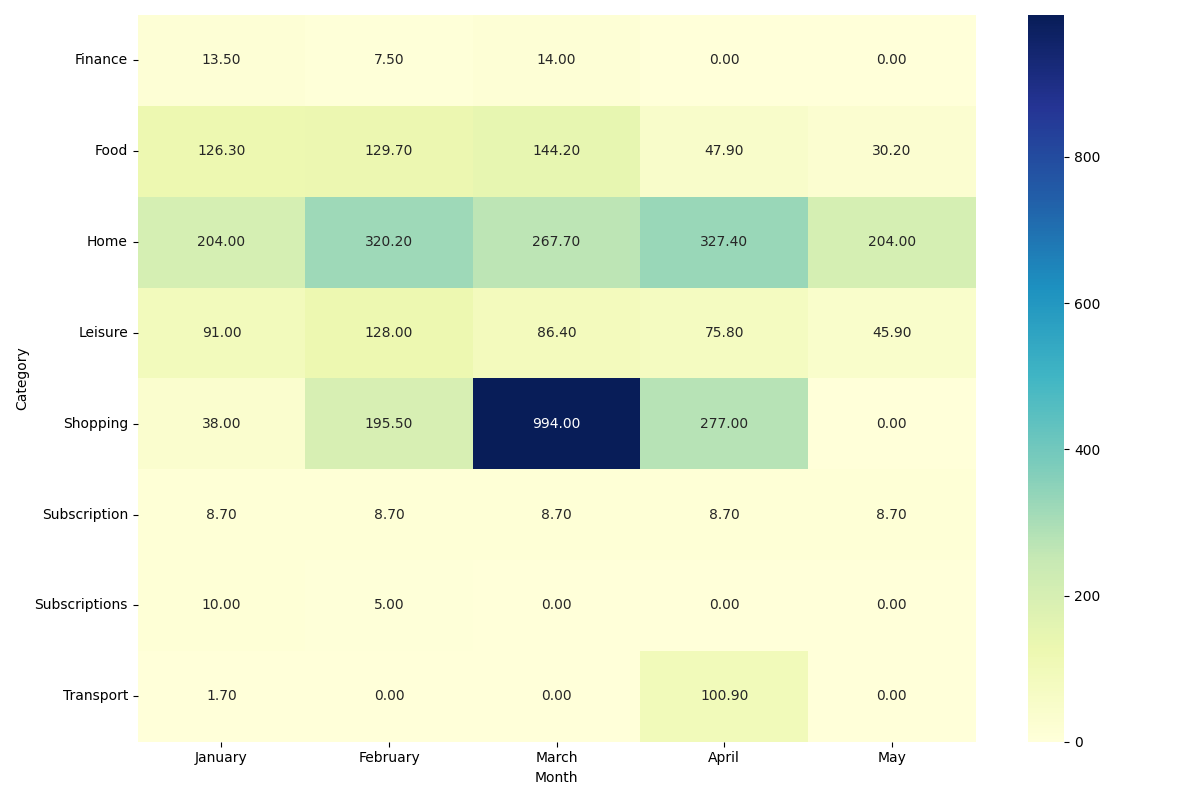 Finance 13.50 7.50 14.00 0.00 0.00
Food 126.30 129.70 144.20 47.90 30.20
Home 204.00 320.20 267.70 327.40 204.00
Leisure 91.00 128.00 86.40 75.80 45.90
Shopping 38.00 195.50 994.00 277.00 0.00
Subscription 8.70 8.70 8.70 8.70 8.70
Subscriptions 10.00 5.00 0.00 0.00 0.00
Transport 1.70 0.00 0.00 100.90 0.00
January February March April May
Month
Category
800
600
400
200
0